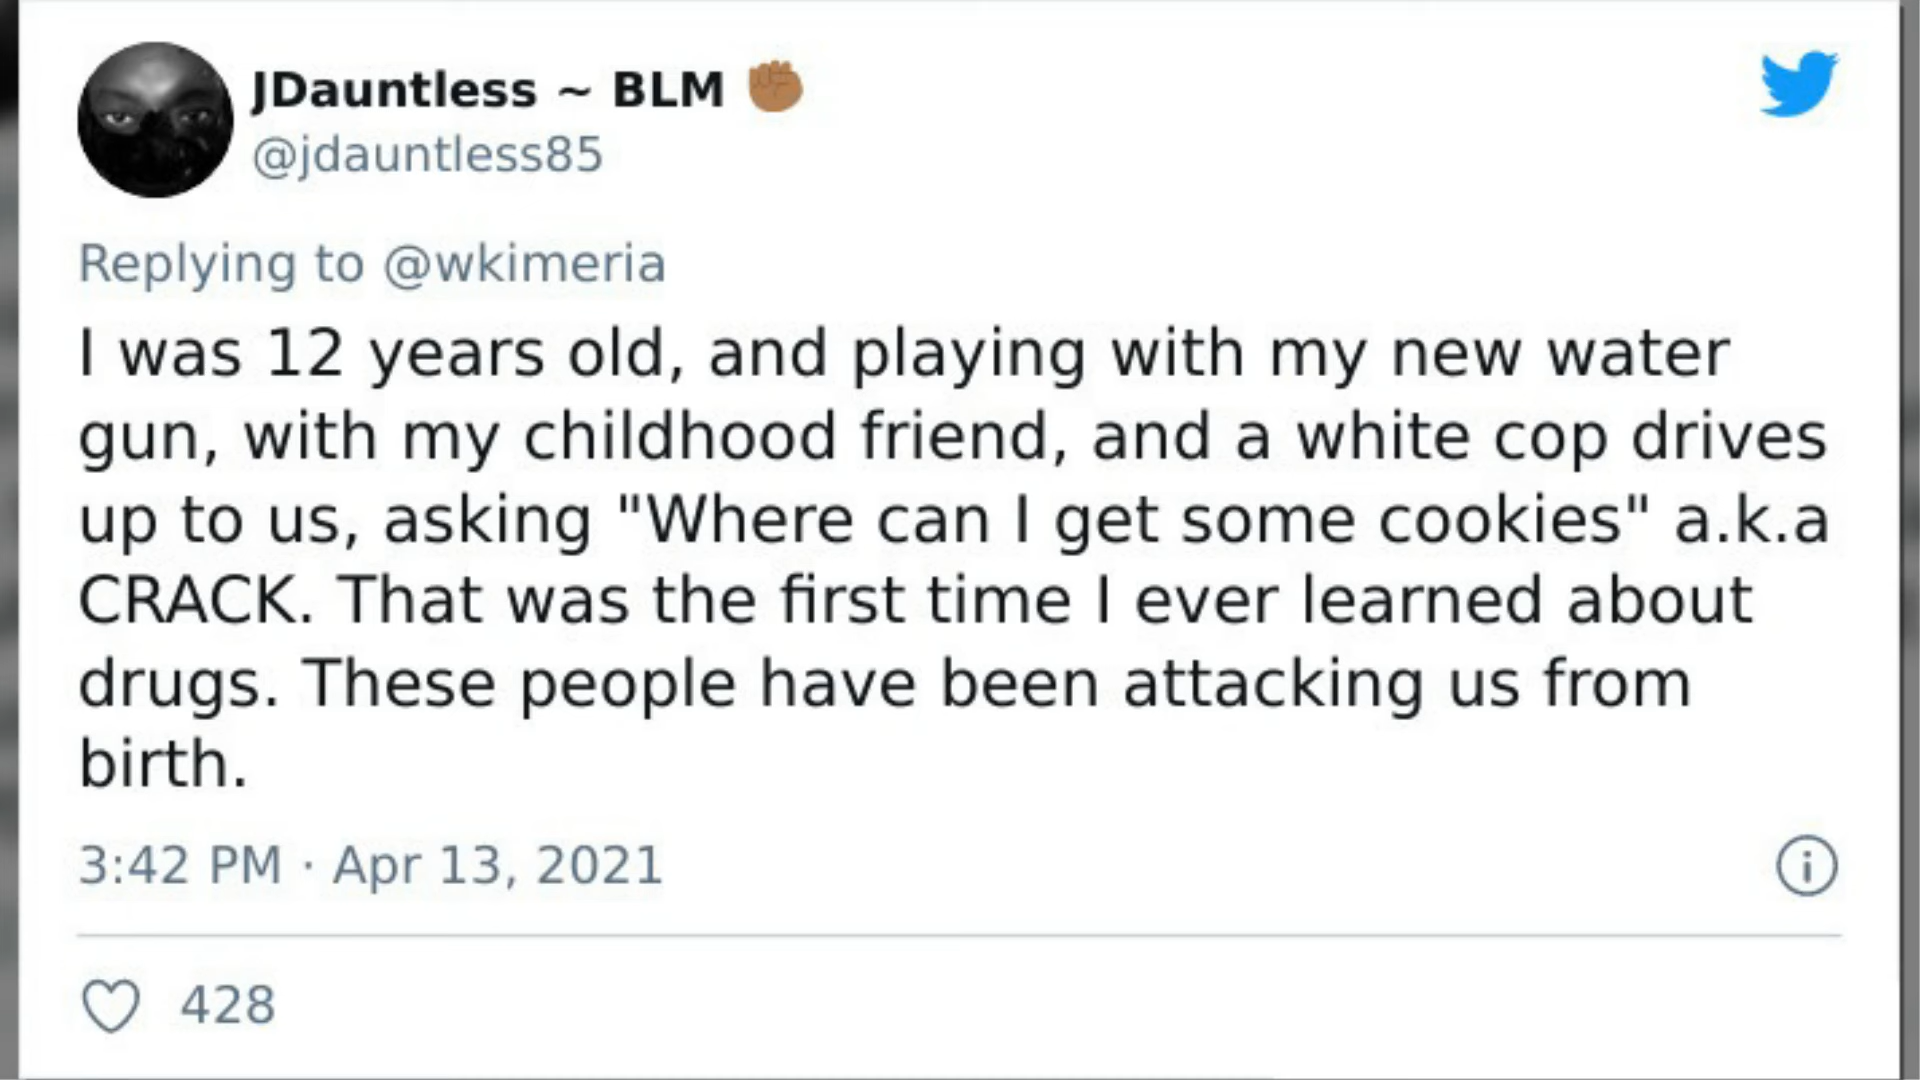 JDauntless ~ BLM ✊🏾
@jdauntless85
Replying to @wkimeria
I was 12 years old, and playing with my new water
gun, with my childhood friend, and a white cop drives
up to us, asking "Where can I get some cookies" a.k.a
CRACK. That was the first time I ever learned about
drugs. These people have been attacking us from
birth.
3:42 PM · Apr 13, 2021
428